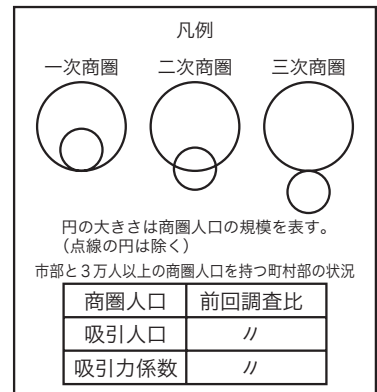 凡例
一次商圏 二次商圏 三次商圏
円の大きさは商圏人口の規模を表す。
（点線の円は除く）
市部と３万人以上の商圏人口を持つ町村部の状況
商圏人口 前回調査比
吸引人口 〃
吸引力係数 〃